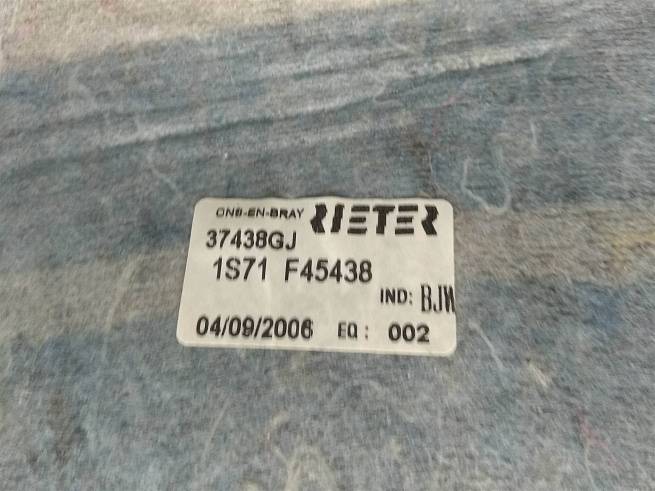 ONS-EN-BRAY RIETER
37438GJ
1S71 F45438
IND: BJW
04/09/2006 EQ: 002